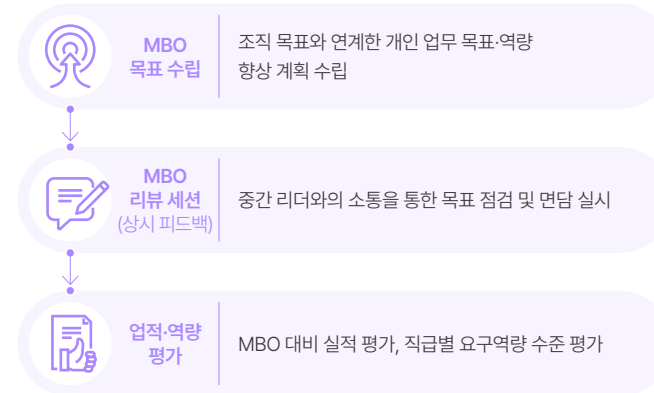 MBO
목표 수립
조직 목표와 연계한 개인 업무 목표·역량
향상 계획 수립
MBO
리뷰 세션
(상시 피드백)
중간 리더와의 소통을 통한 목표 점검 및 면담 실시
업적·역량
평가
MBO 대비 실적 평가, 직급별 요구역량 수준 평가